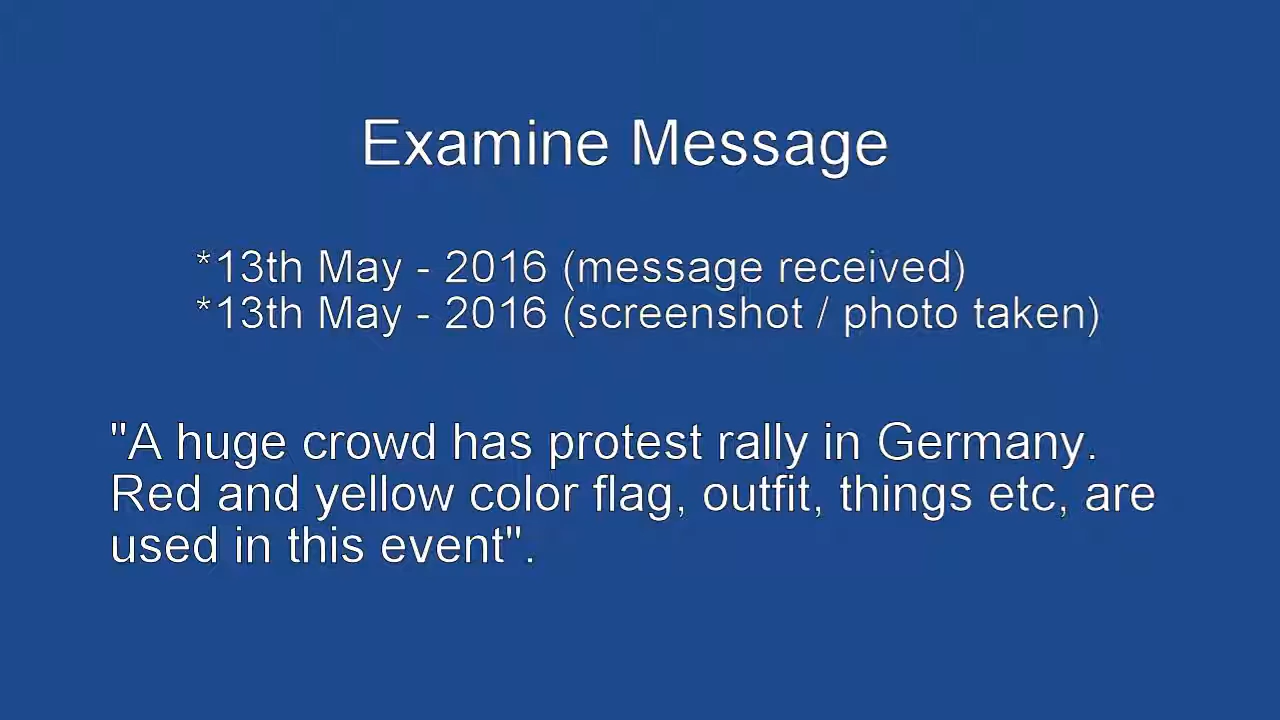 Examine Message
*13th May - 2016 (message received)
*13th May - 2016 (screenshot / photo taken)
"A huge crowd has protest rally in Germany.
Red and yellow color flag, outfit, things etc, are
used in this event".